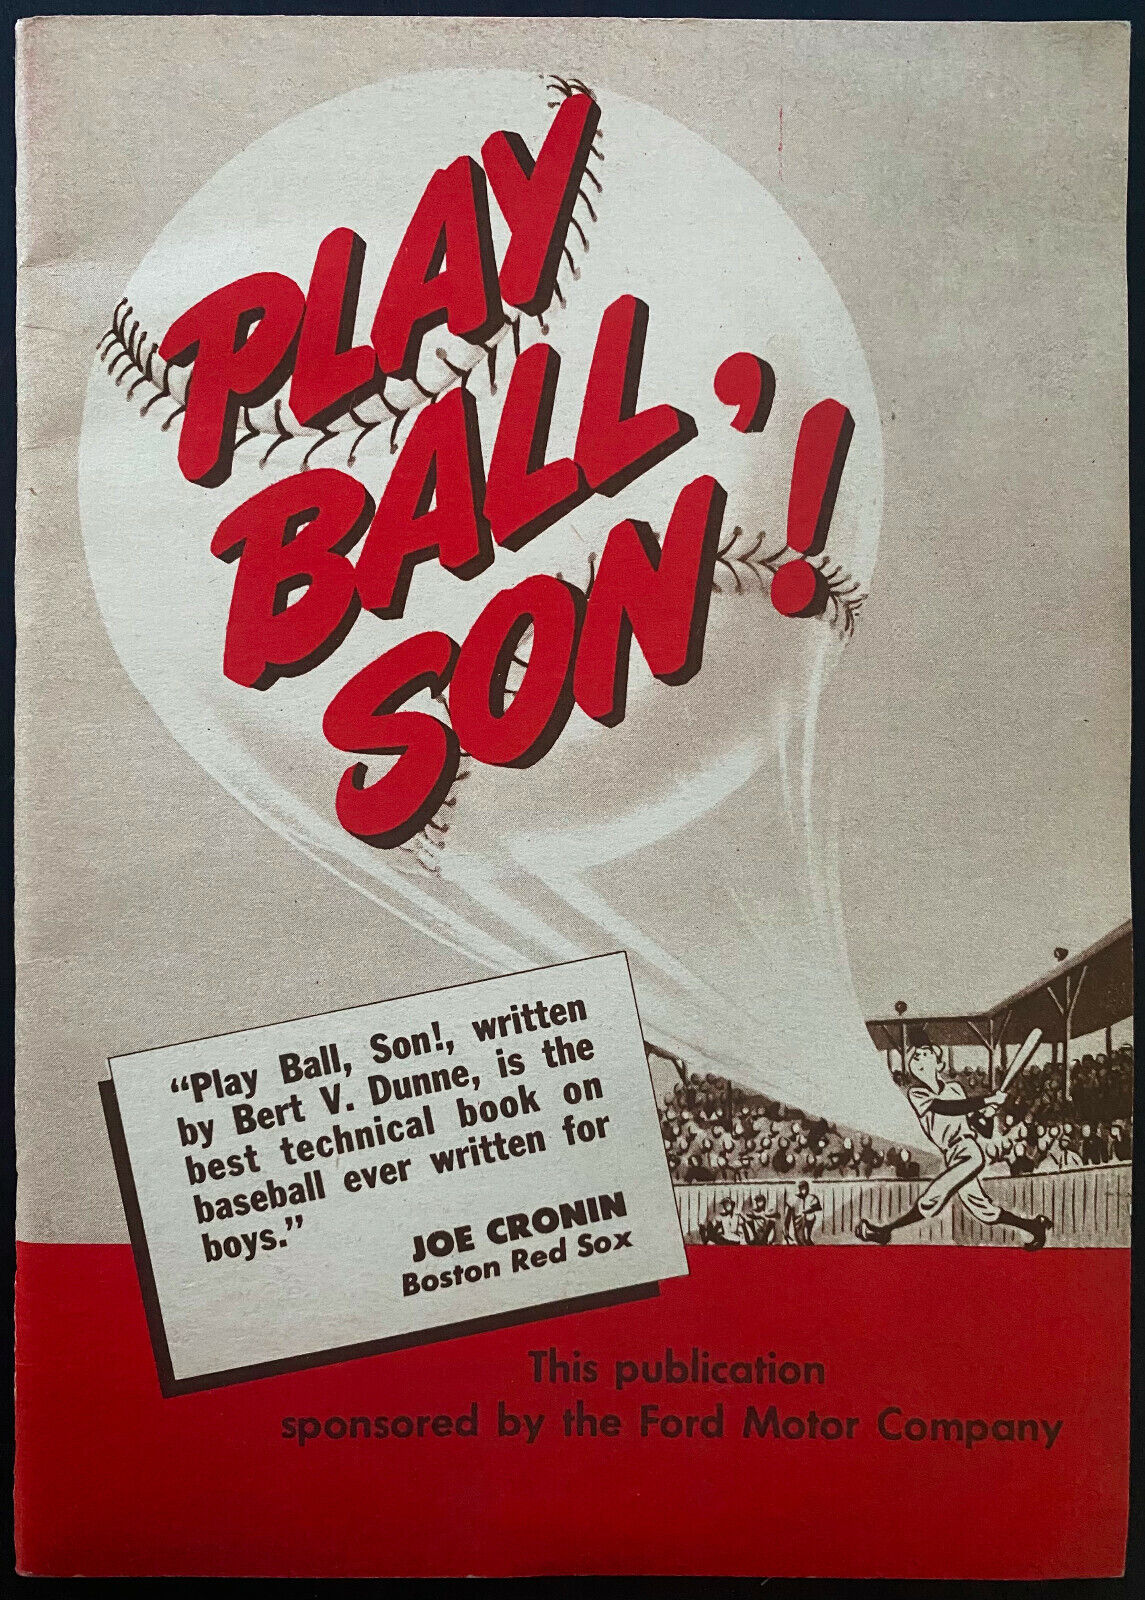 PLAY
BALL,
SON!
“Play Ball, Son!, written
by Bert V. Dunne, is the
best technical book on
baseball ever written for
boys.”
JOE CRONIN
Boston Red Sox
This publication
sponsored by the Ford Motor Company